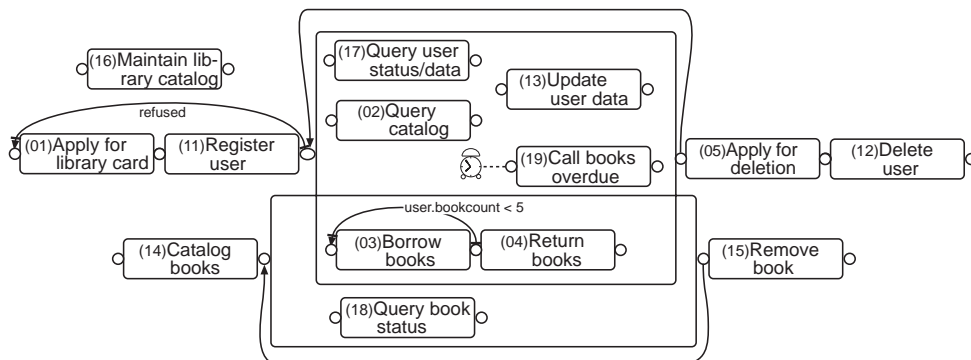 (16)Maintain lib-
rary catalog
(17)Query user
status/data
(13)Update
user data
(02)Query
catalog
refused
(01)Apply for
library card
(11)Register
user
(19)Call books
overdue
(05)Apply for
deletion
(12)Delete
user
user.bookcount < 5
(14)Catalog
books
(03)Borrow
books
(04)Return
books
(15)Remove
book
(18)Query book
status